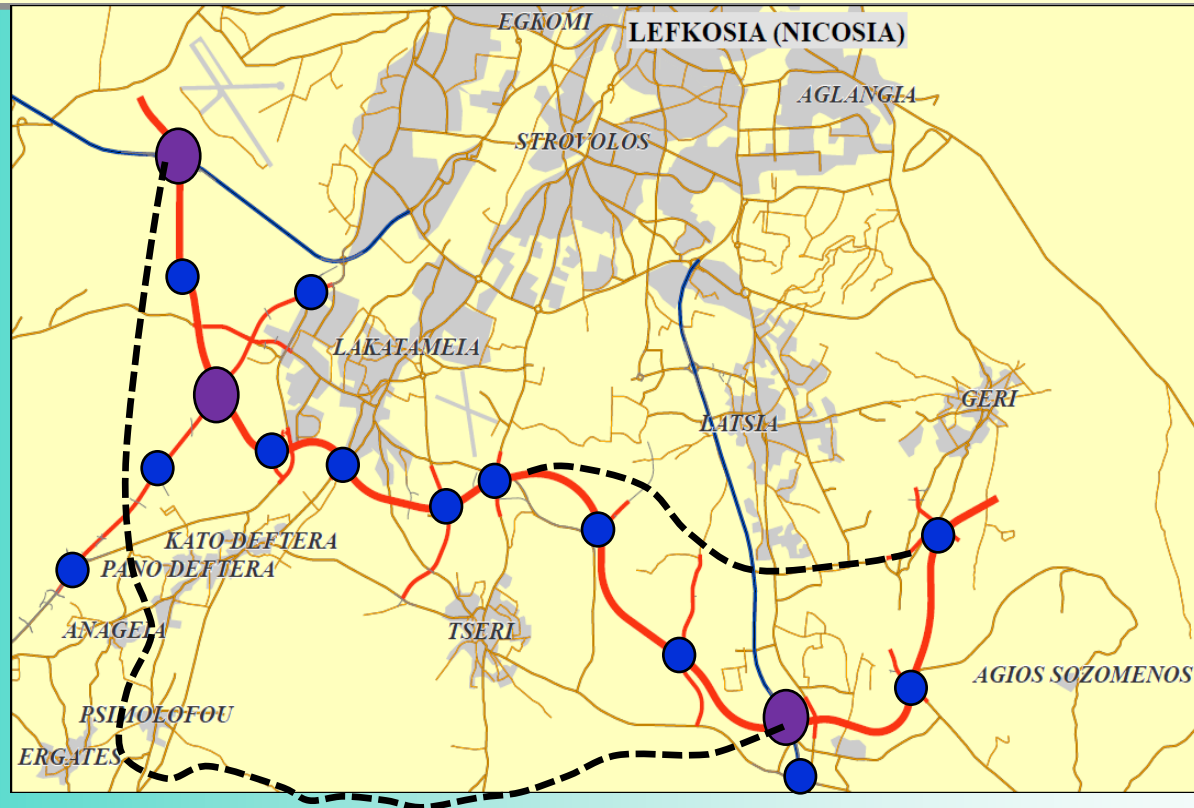 EGKOMI
LEFKOSIA (NICOSIA)
AGLANGIA
STROVOLOS
LAKATAMEIA
GERI
LATSIA
KATO DEFTERA
PANO DEFTERA
ANAGEIA
TSERI
AGIOS SOZOMENOS
PSIMOLOFOU
ERGATES